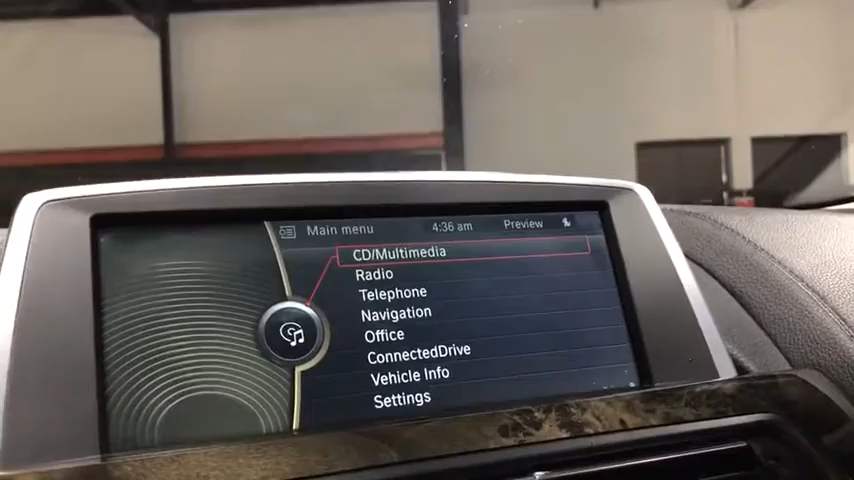 Main menu 4:36 am Preview
CD/Multimedia
Radio
Telephone
Navigation
Office
ConnectedDrive
Vehicle Info
Settings